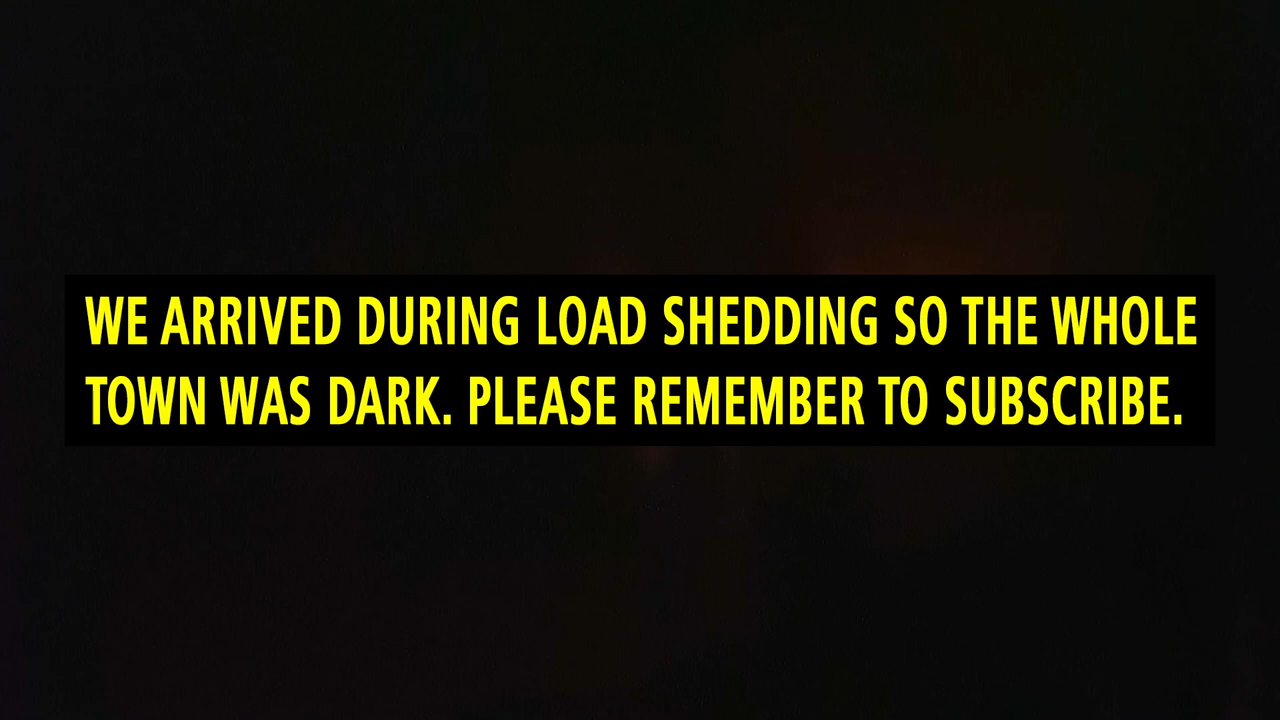 WE ARRIVED DURING LOAD SHEDDING SO THE WHOLE
TOWN WAS DARK. PLEASE REMEMBER TO SUBSCRIBE.